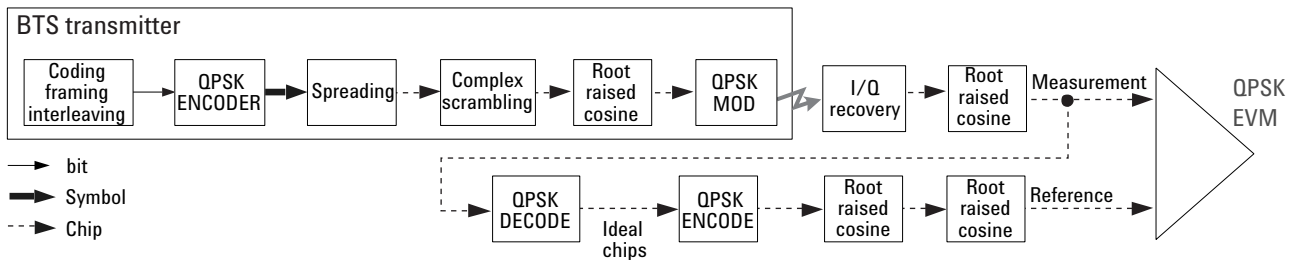 BTS transmitter
Coding
framing
interleaving
QPSK
ENCODER
Spreading
Complex
scrambling
Root
raised
cosine
QPSK
MOD
I/Q
recovery
Root
raised
cosine
Measurement
QPSK
EVM
bit
Symbol
Chip
QPSK
DECODE
Ideal
chips
QPSK
ENCODE
Root
raised
cosine
Root
raised
cosine
Reference